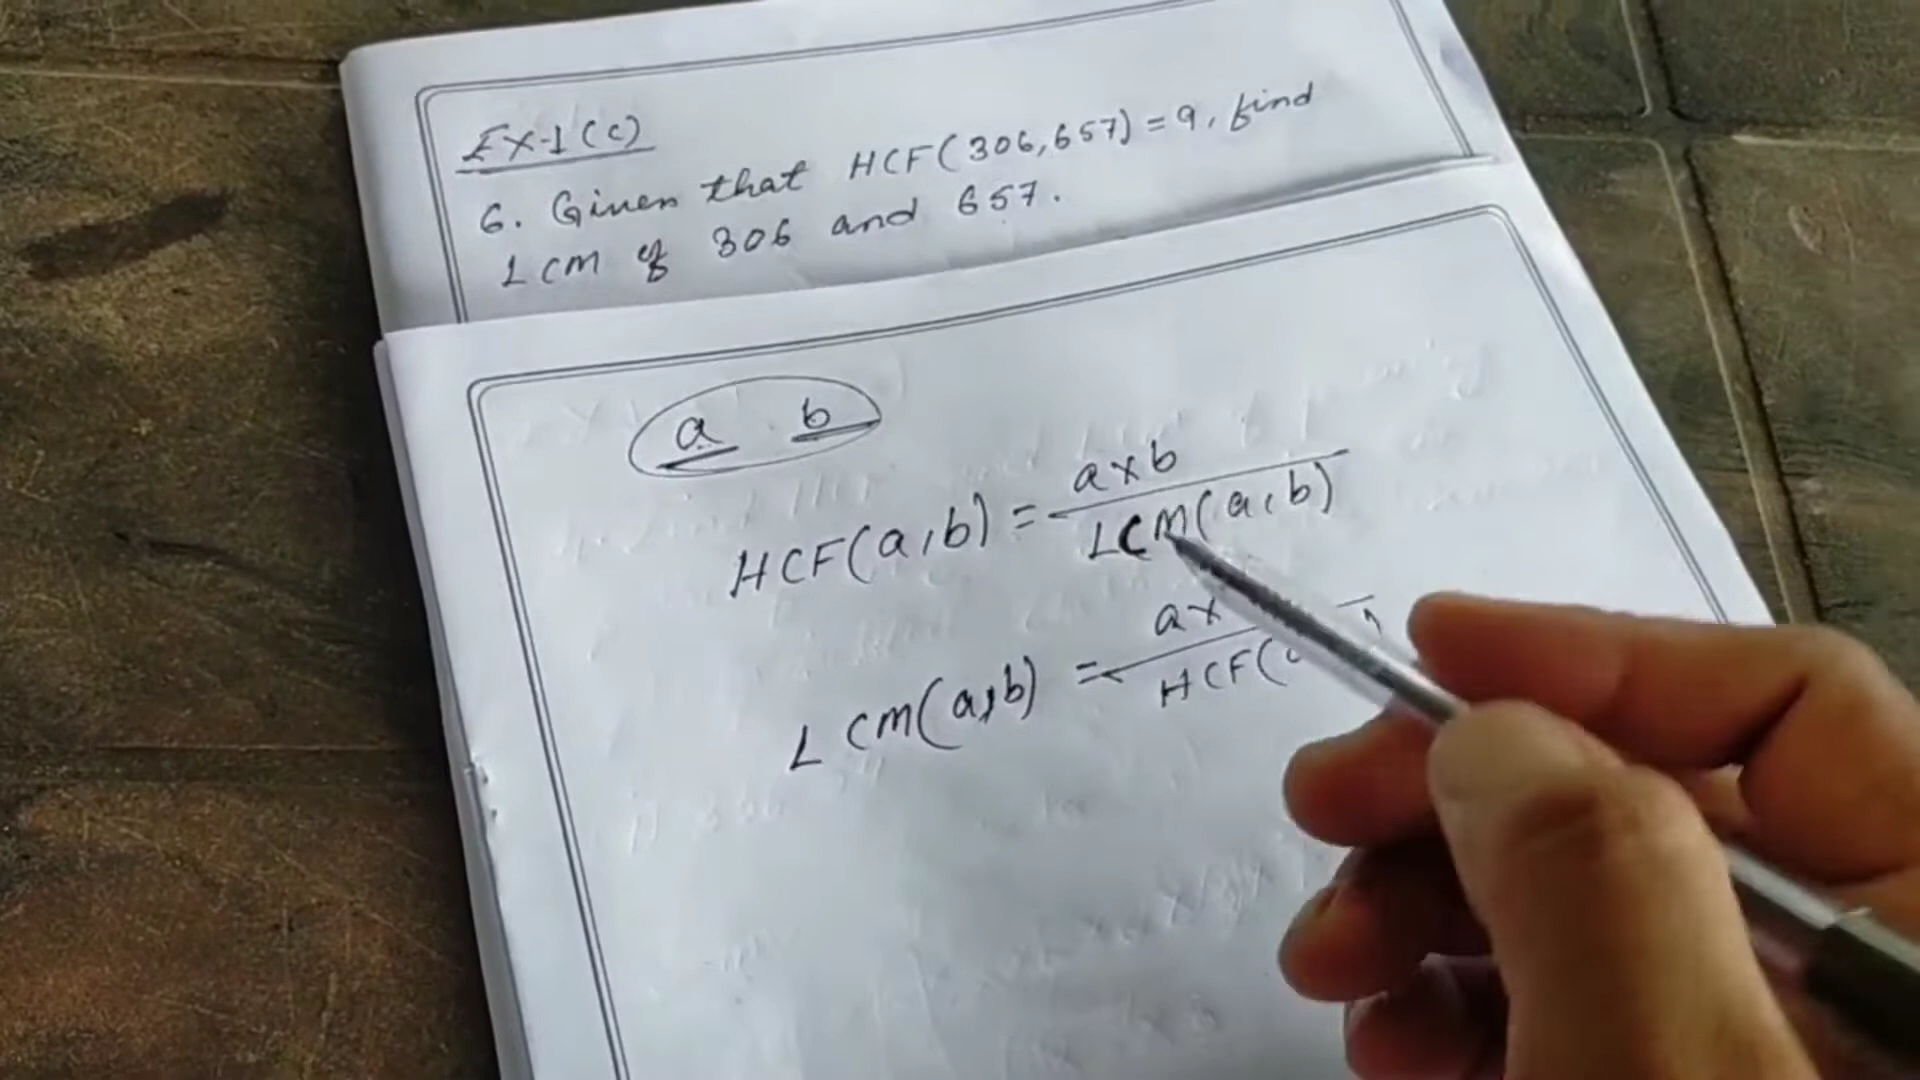 EX-1(c)
6. Given that HCF(306,657)=9, find
LCM of 306 and 657.
a b
HCF(a,b) = a×b
LCM(a,b)
LCM(a,b) = a×
HCF(